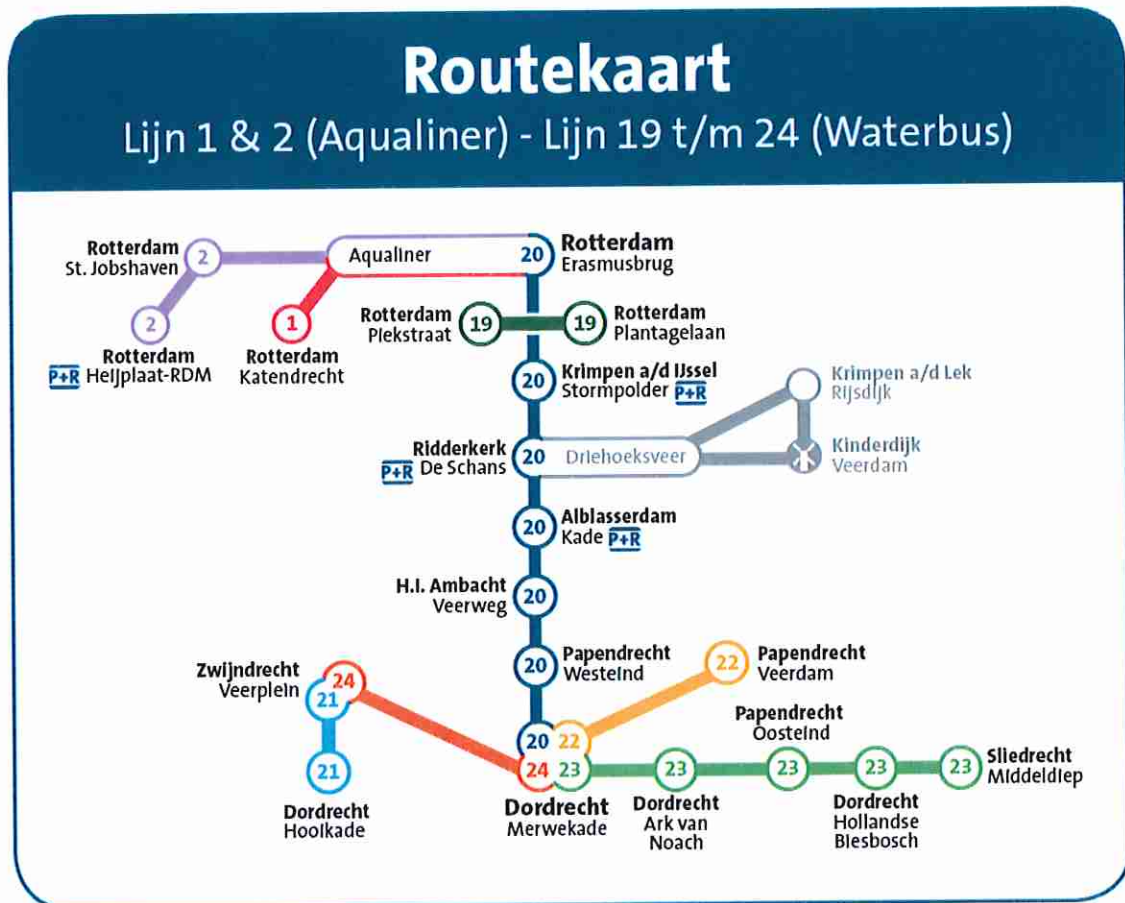 Routekaart
Lijn 1 & 2 (Aqualiner) - Lijn 19 t/m 24 (Waterbus)
Rotterdam
St. Jobshaven
2
Aqualiner
20
Rotterdam
Erasmusbrug
2
Rotterdam
P+R Heijplaat-RDM
1
Rotterdam
Katendrecht
Rotterdam
Piekstraat
19
19
Rotterdam
Plantagelaan
20
Krimpen a/d IJssel
Stormpolder P+R
Krimpen a/d Lek
Rijsdijk
Ridderkerk
P+R De Schans
20
Driehoeksveer
Kinderdijk
Veerdam
20
Alblasserdam
Kade P+R
H.I. Ambacht
Veerweg
20
20
Papendrecht
Westeind
22
Papendrecht
Veerdam
Zwijndrecht
Veerplein
24
21
21
Dordrecht
Hooikade
20
22
24
23
Dordrecht
Merwekade
23
Dordrecht
Ark van
Noach
Papendrecht
Oosteind
23
23
Dordrecht
Hollandse
Biesbosch
23
Sliedrecht
Middeldiep